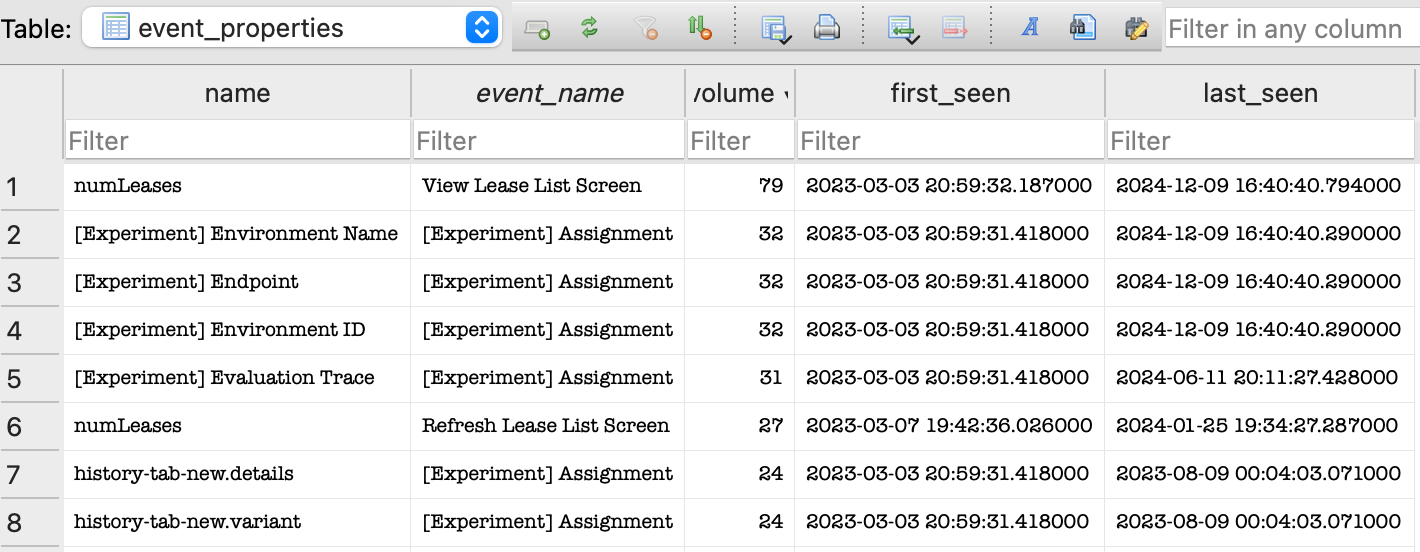 Table: event_properties Filter in any column
name event_name volume first_seen last_seen
Filter Filter Filter Filter Filter
1 numLeases View Lease List Screen 79 2023-03-03 20:59:32.187000 2024-12-09 16:40:40.794000
2 [Experiment] Environment Name [Experiment] Assignment 32 2023-03-03 20:59:31.418000 2024-12-09 16:40:40.290000
3 [Experiment] Endpoint [Experiment] Assignment 32 2023-03-03 20:59:31.418000 2024-12-09 16:40:40.290000
4 [Experiment] Environment ID [Experiment] Assignment 32 2023-03-03 20:59:31.418000 2024-12-09 16:40:40.290000
5 [Experiment] Evaluation Trace [Experiment] Assignment 31 2023-03-03 20:59:31.418000 2024-06-11 20:11:27.428000
6 numLeases Refresh Lease List Screen 27 2023-03-07 19:42:36.026000 2024-01-25 19:34:27.287000
7 history-tab-new.details [Experiment] Assignment 24 2023-03-03 20:59:31.418000 2023-08-09 00:04:03.071000
8 history-tab-new.variant [Experiment] Assignment 24 2023-03-03 20:59:31.418000 2023-08-09 00:04:03.071000